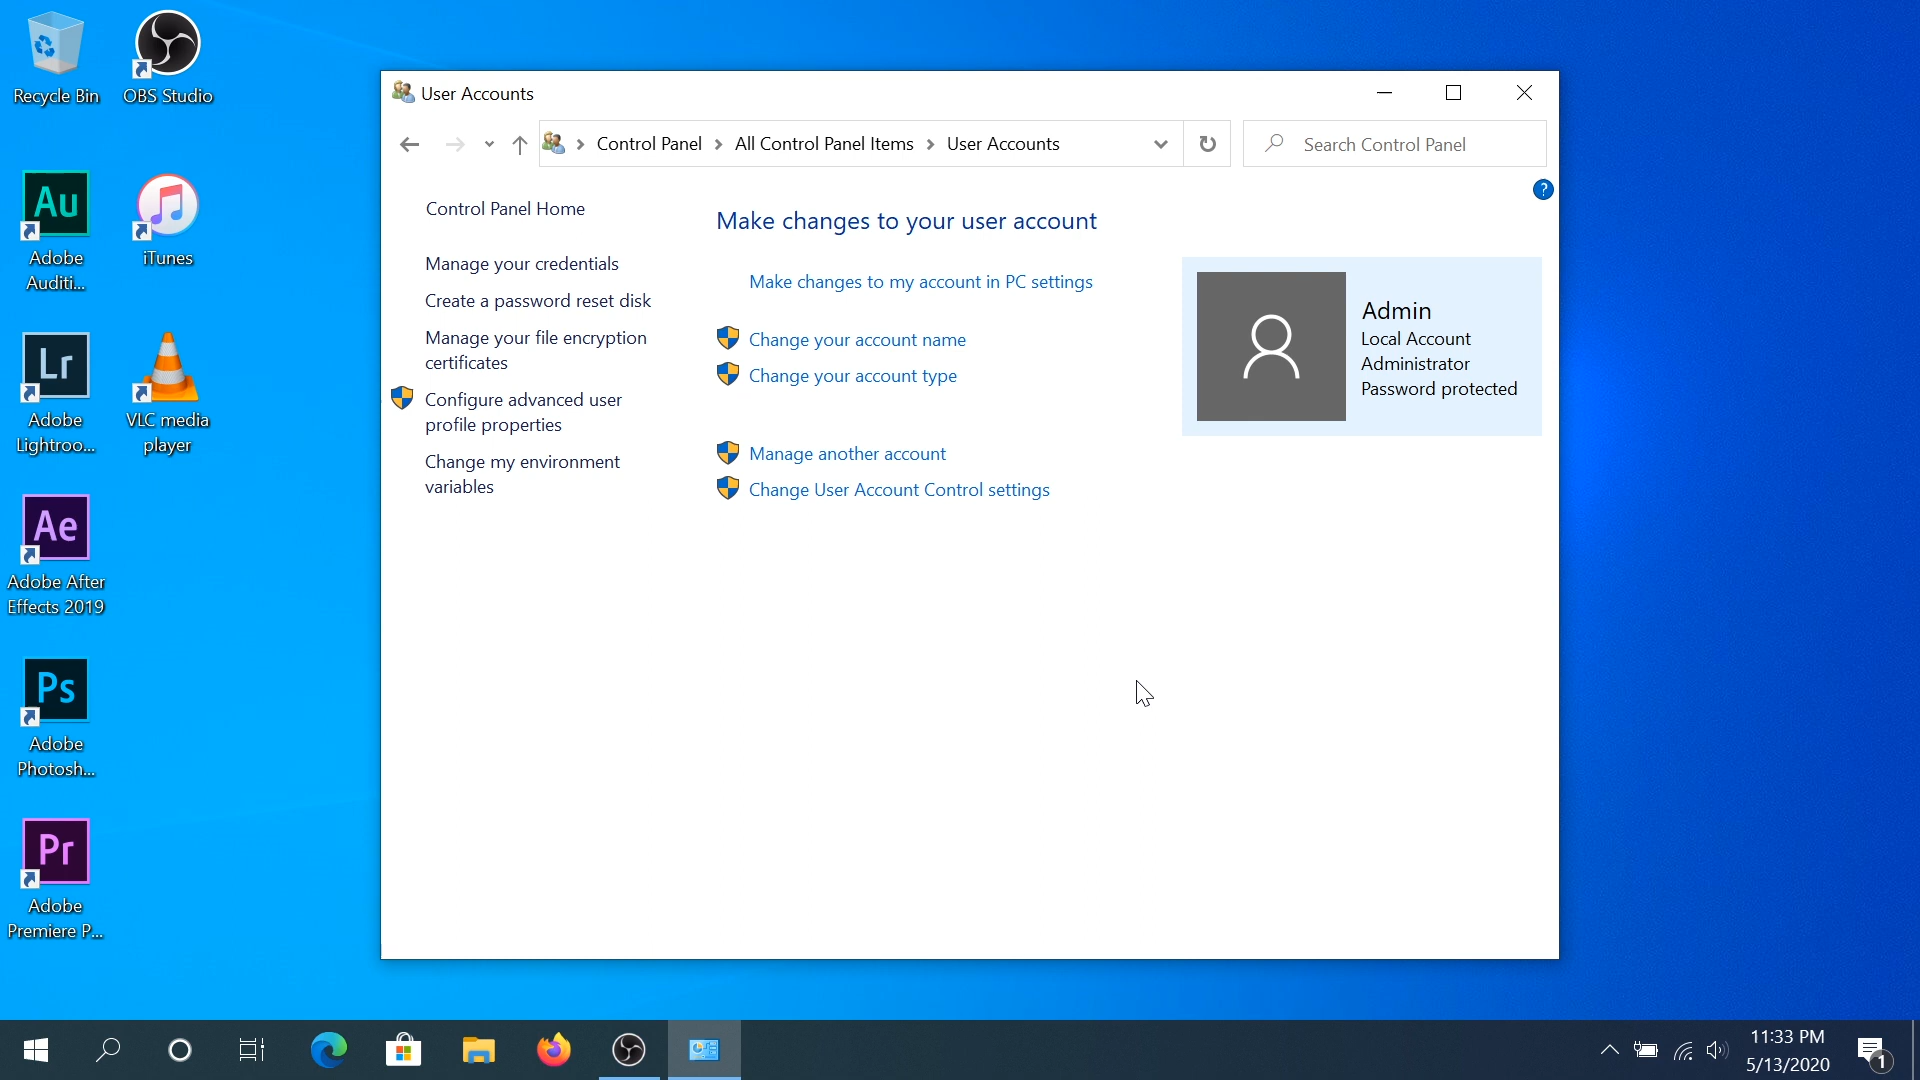 Recycle Bin
OBS Studio
Au
Adobe
Auditi...
iTunes
Lr
Adobe
Lightroo...
VLC media
player
Ae
Adobe After
Effects 2019
Ps
Adobe
Photosh...
Pr
Adobe
Premiere P...
User Accounts
Control Panel
All Control Panel Items
User Accounts
Search Control Panel
?
Control Panel Home
Manage your credentials
Create a password reset disk
Manage your file encryption
certificates
Configure advanced user
profile properties
Change my environment
variables
Make changes to your user account
Make changes to my account in PC settings
Change your account name
Change your account type
Manage another account
Change User Account Control settings
Admin
Local Account
Administrator
Password protected
11:33 PM
5/13/2020
1